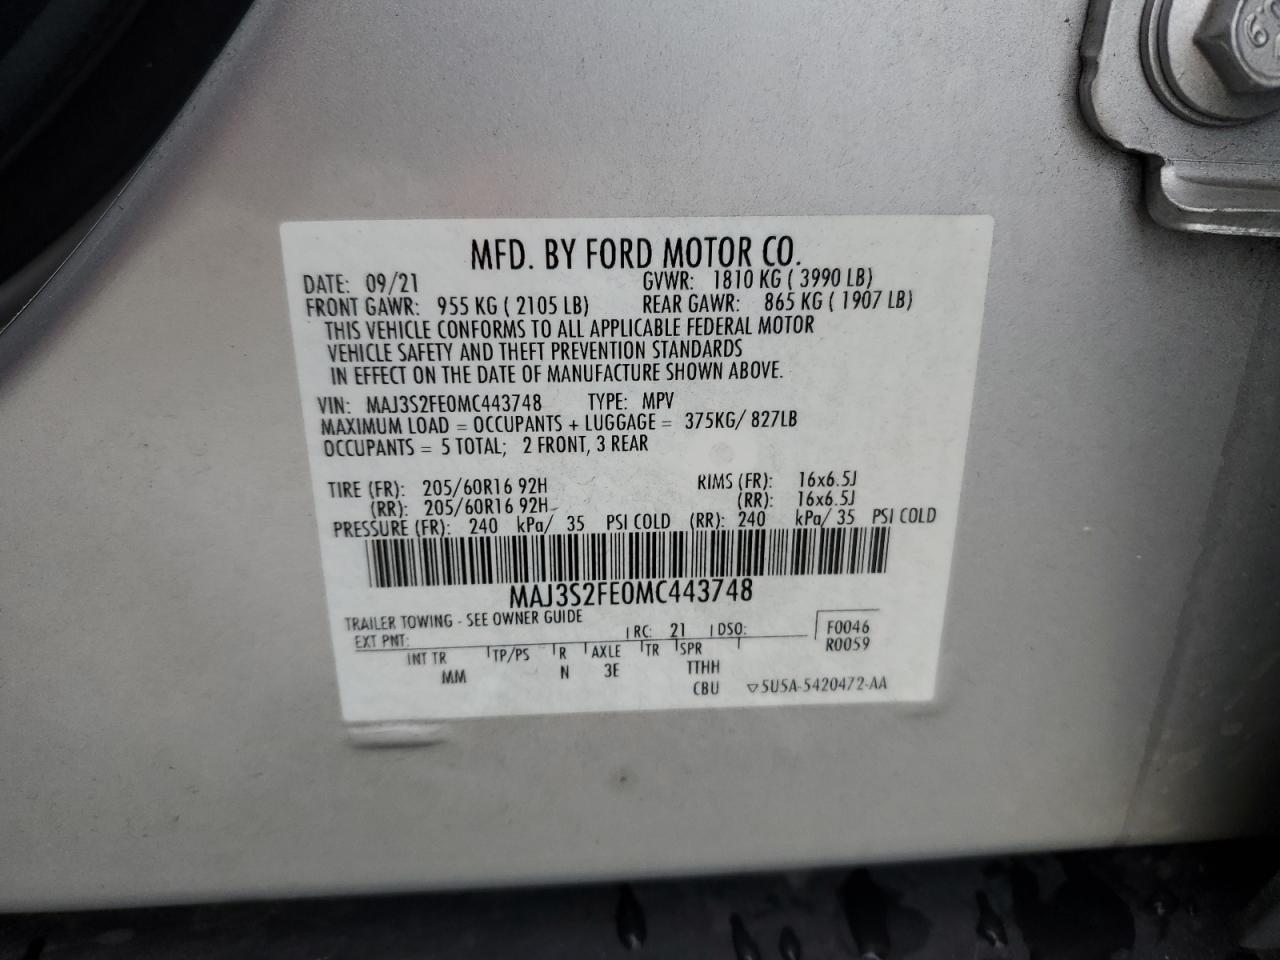 MFD. BY FORD MOTOR CO.
DATE: 09/21 GVWR: 1810 KG ( 3990 LB)
FRONT GAWR: 955 KG ( 2105 LB) REAR GAWR: 865 KG ( 1907 LB)
THIS VEHICLE CONFORMS TO ALL APPLICABLE FEDERAL MOTOR
VEHICLE SAFETY AND THEFT PREVENTION STANDARDS
IN EFFECT ON THE DATE OF MANUFACTURE SHOWN ABOVE.
VIN: MAJ3S2FE0MC443748 TYPE: MPV
MAXIMUM LOAD = OCCUPANTS + LUGGAGE = 375KG/ 827LB
OCCUPANTS = 5 TOTAL; 2 FRONT, 3 REAR
TIRE (FR): 205/60R16 92H RIMS (FR): 16x6.5J
(RR): 205/60R16 92H (RR): 16x6.5J
PRESSURE (FR): 240 kPa/ 35 PSI COLD (RR): 240 kPa/ 35 PSI COLD
MAJ3S2FE0MC443748
TRAILER TOWING - SEE OWNER GUIDE
EXT PNT: RC: 21 DSO: F0046
INT TR TP/PS R AXLE TR SPR R0059
MM N 3E TTHH
CBU ▽5U5A-5420472-AA